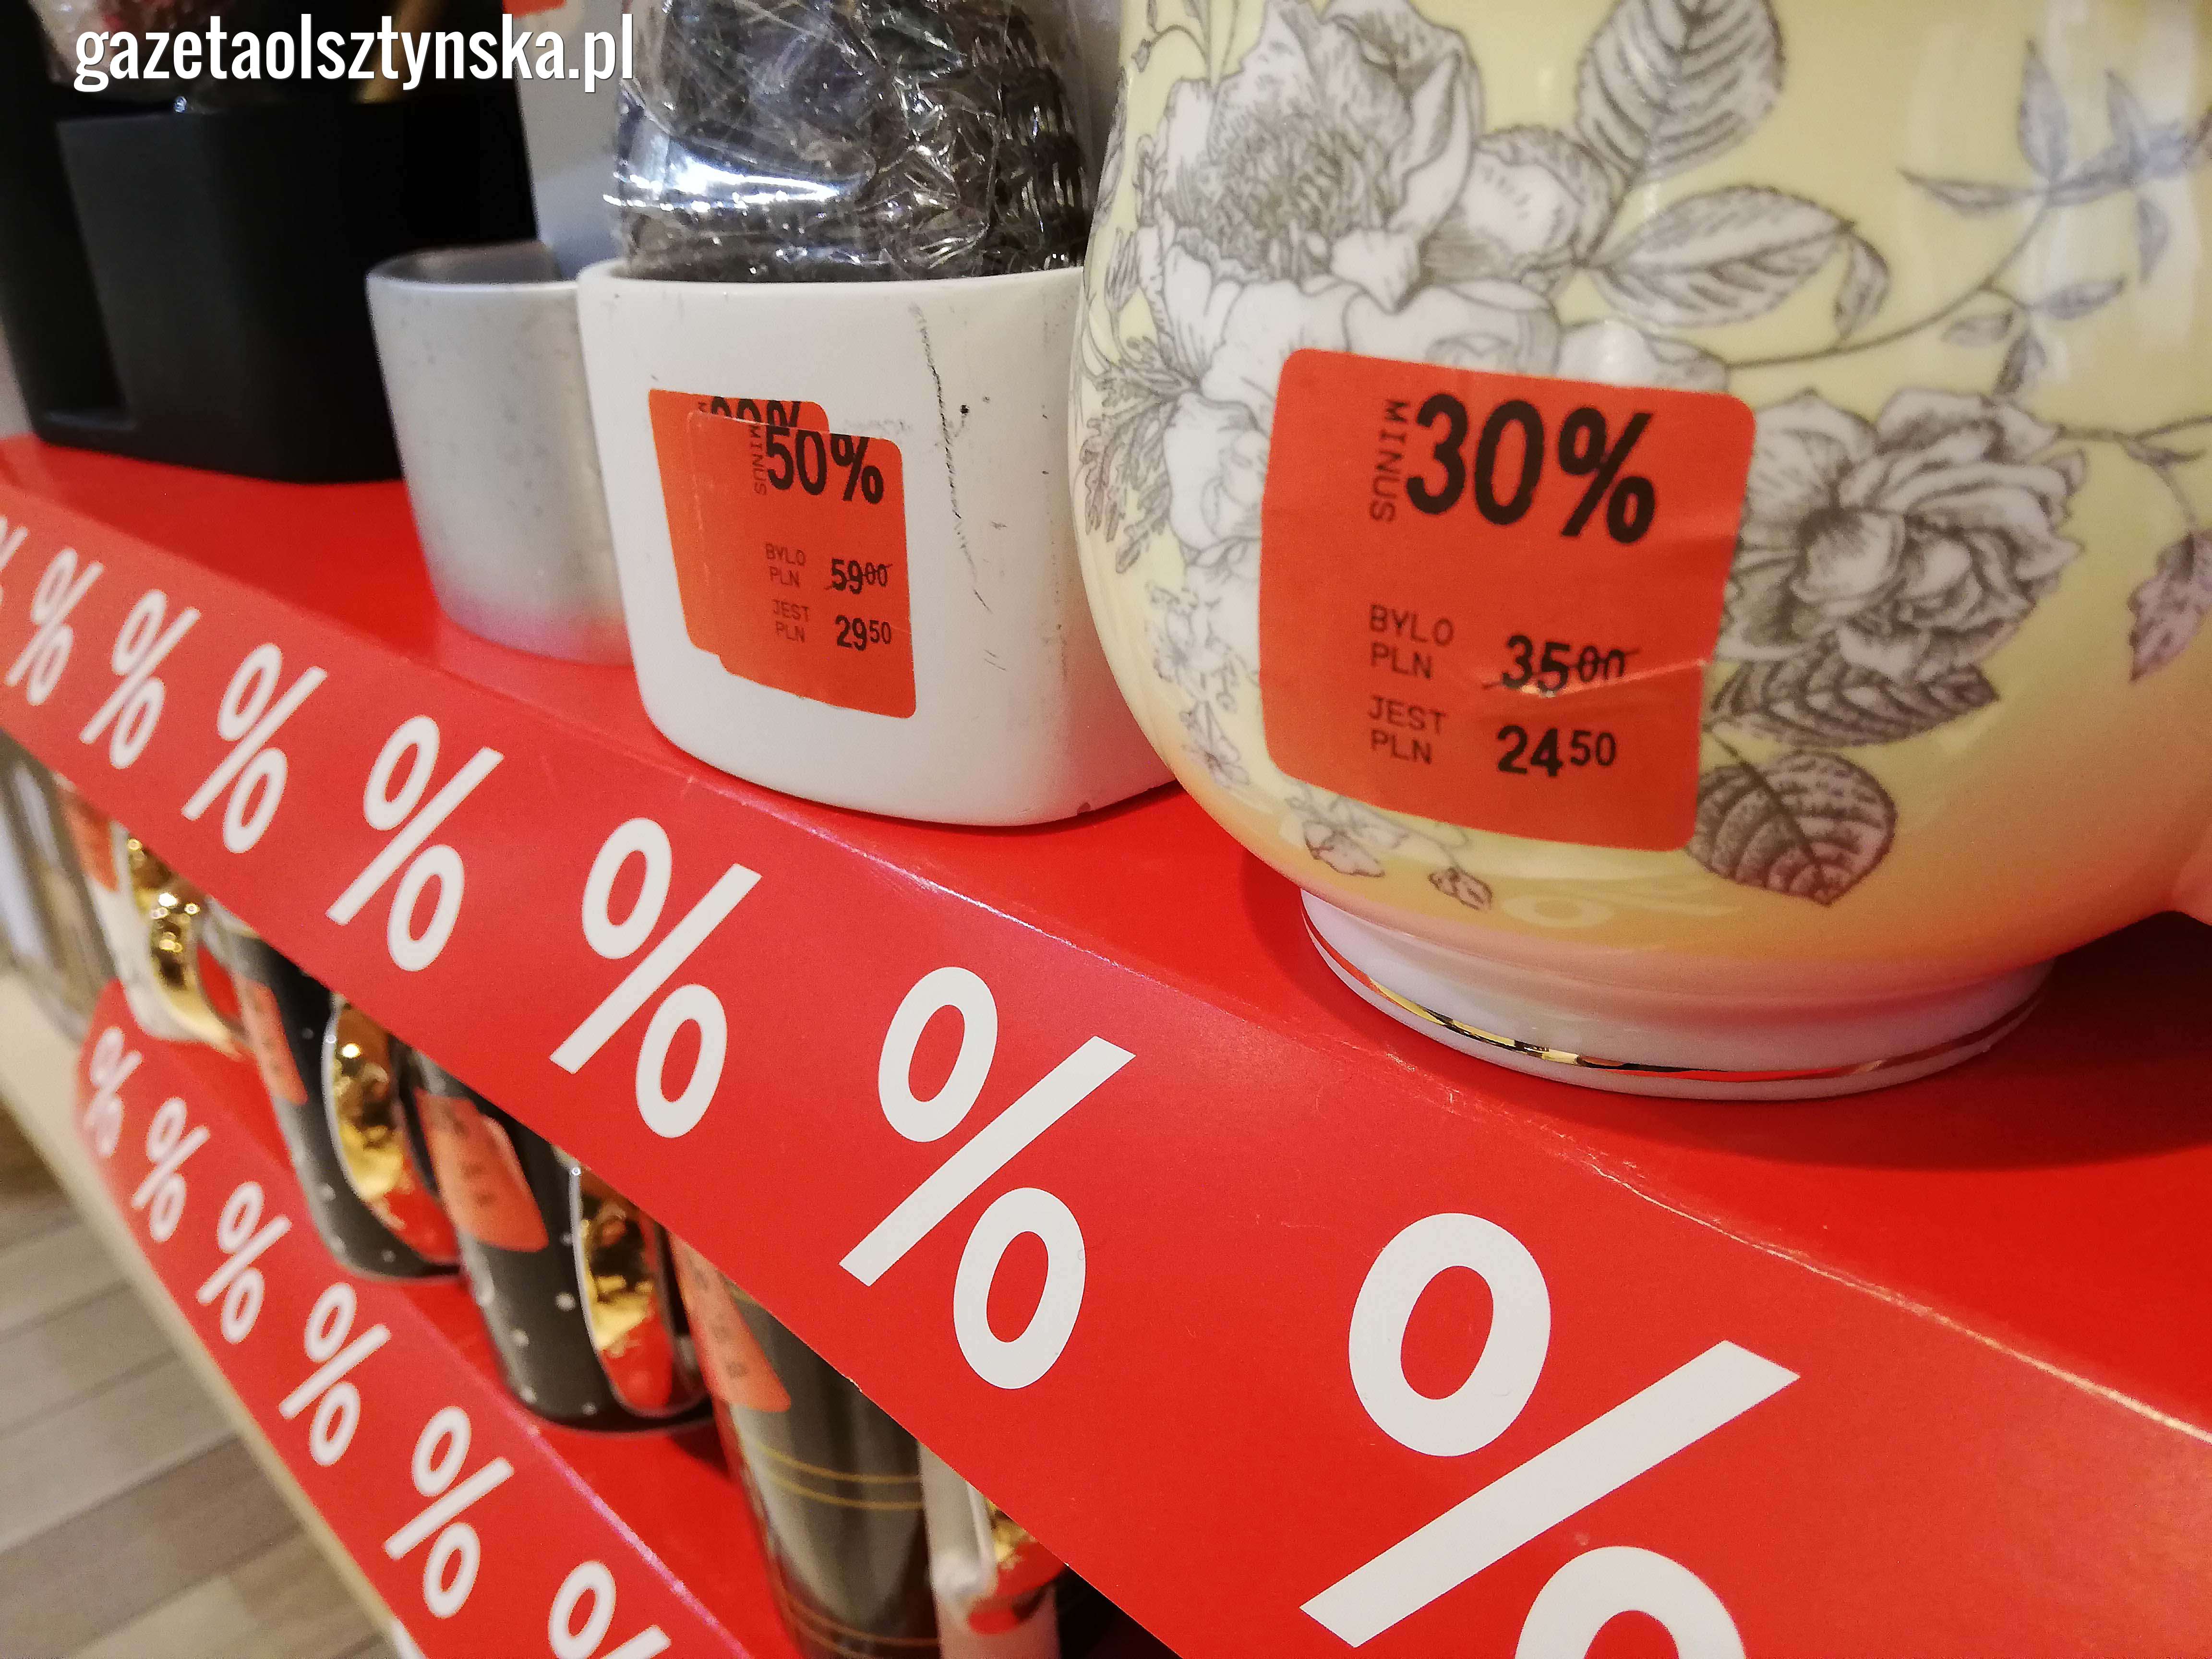 gazetaolsztynska.pl
MINUS 50%
BYLO PLN 5900
JEST PLN 2950
MINUS 30%
BYLO PLN 3500
JEST PLN 2450
% % % % % % % %
% % % % % %